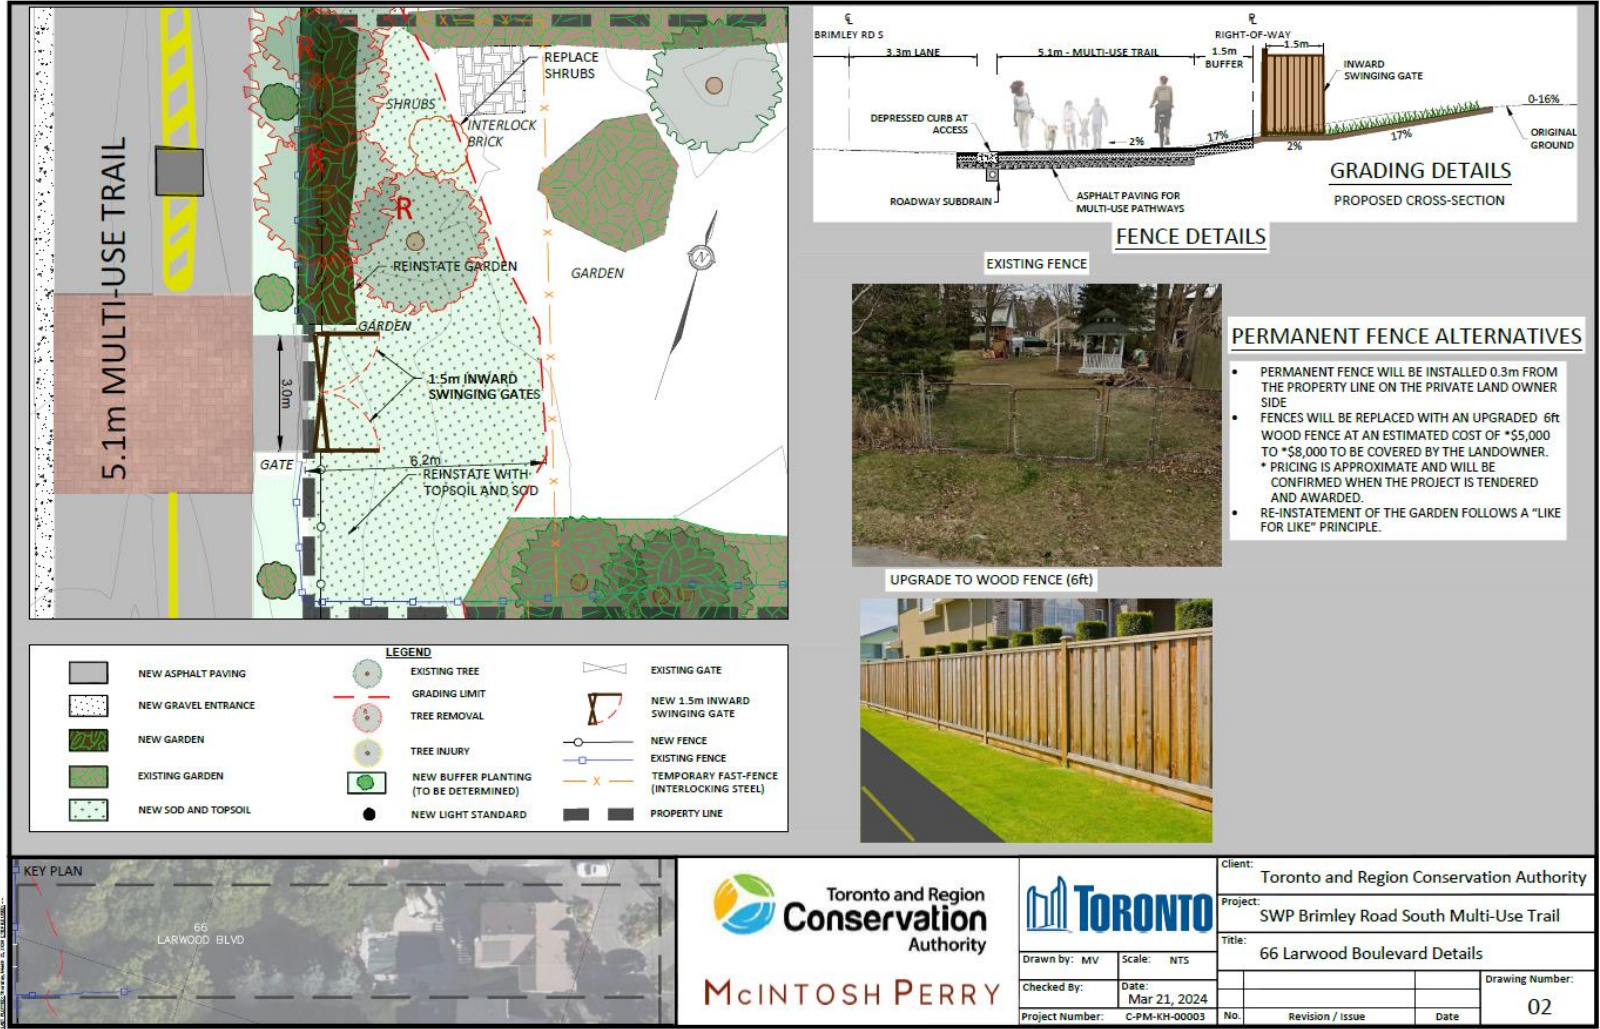 5.1m MULTI-USE TRAIL
R
R
R
REPLACE
SHRUBS
SHRUBS
INTERLOCK
BRICK
GARDEN
N
REINSTATE GARDEN
GARDEN
3.0m
1.5m INWARD
SWINGING GATES
GATE
6.2m
REINSTATE WITH
TOPSOIL AND SOD
℄
BRIMLEY RD S
3.3m LANE
5.1m - MULTI-USE TRAIL
1.5m
BUFFER
RIGHT-OF-WAY
1.5m
INWARD
SWINGING GATE
DEPRESSED CURB AT
ACCESS
2%
17%
2%
17%
0-16%
ORIGINAL
GROUND
ROADWAY SUBDRAIN
ASPHALT PAVING FOR
MULTI-USE PATHWAYS
GRADING DETAILS
PROPOSED CROSS-SECTION
FENCE DETAILS
EXISTING FENCE
UPGRADE TO WOOD FENCE (6ft)
PERMANENT FENCE ALTERNATIVES
• PERMANENT FENCE WILL BE INSTALLED 0.3m FROM
THE PROPERTY LINE ON THE PRIVATE LAND OWNER
SIDE
• FENCES WILL BE REPLACED WITH AN UPGRADED 6ft
WOOD FENCE AT AN ESTIMATED COST OF *$5,000
TO *$8,000 TO BE COVERED BY THE LANDOWNER.
* PRICING IS APPROXIMATE AND WILL BE
CONFIRMED WHEN THE PROJECT IS TENDERED
AND AWARDED.
• RE-INSTATEMENT OF THE GARDEN FOLLOWS A “LIKE
FOR LIKE” PRINCIPLE.
LEGEND
NEW ASPHALT PAVING
NEW GRAVEL ENTRANCE
NEW GARDEN
EXISTING GARDEN
NEW SOD AND TOPSOIL
EXISTING TREE
GRADING LIMIT
TREE REMOVAL
TREE INJURY
NEW BUFFER PLANTING
(TO BE DETERMINED)
NEW LIGHT STANDARD
EXISTING GATE
NEW 1.5m INWARD
SWINGING GATE
NEW FENCE
EXISTING FENCE
TEMPORARY FAST-FENCE
(INTERLOCKING STEEL)
PROPERTY LINE
KEY PLAN
66
LARWOOD BLVD
Toronto and Region
Conservation
Authority
McINTOSH PERRY
TORONTO
Drawn by: MV
Scale: NTS
Checked By:
Date:
Mar 21, 2024
Project Number: C-PM-KH-00003
Client:
Toronto and Region Conservation Authority
Project:
SWP Brimley Road South Multi-Use Trail
Title:
66 Larwood Boulevard Details
No. Revision / Issue Date
Drawing Number:
02